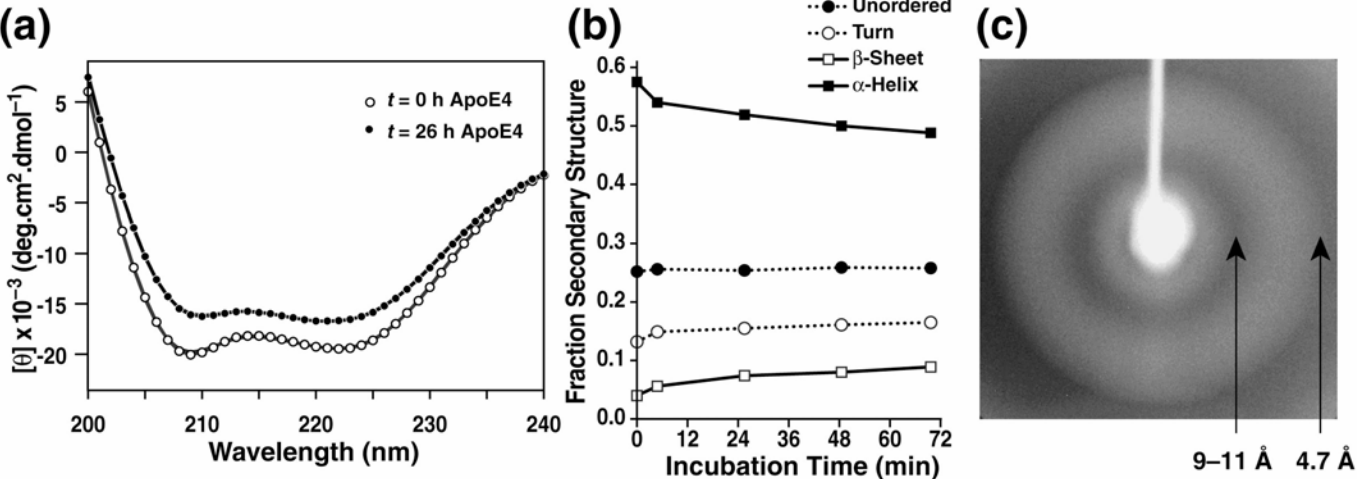 (a)
[θ] x 10⁻³ (deg.cm².dmol⁻¹)
5
0
-5
-10
-15
-20
t = 0 h ApoE4
t = 26 h ApoE4
200
210
220
230
240
Wavelength (nm)
(b)
Unordered
Turn
β-Sheet
α-Helix
Fraction Secondary Structure
0.6
0.5
0.4
0.3
0.2
0.1
0.0
0
12
24
36
48
60
72
Incubation Time (min)
(c)
9–11 Å
4.7 Å